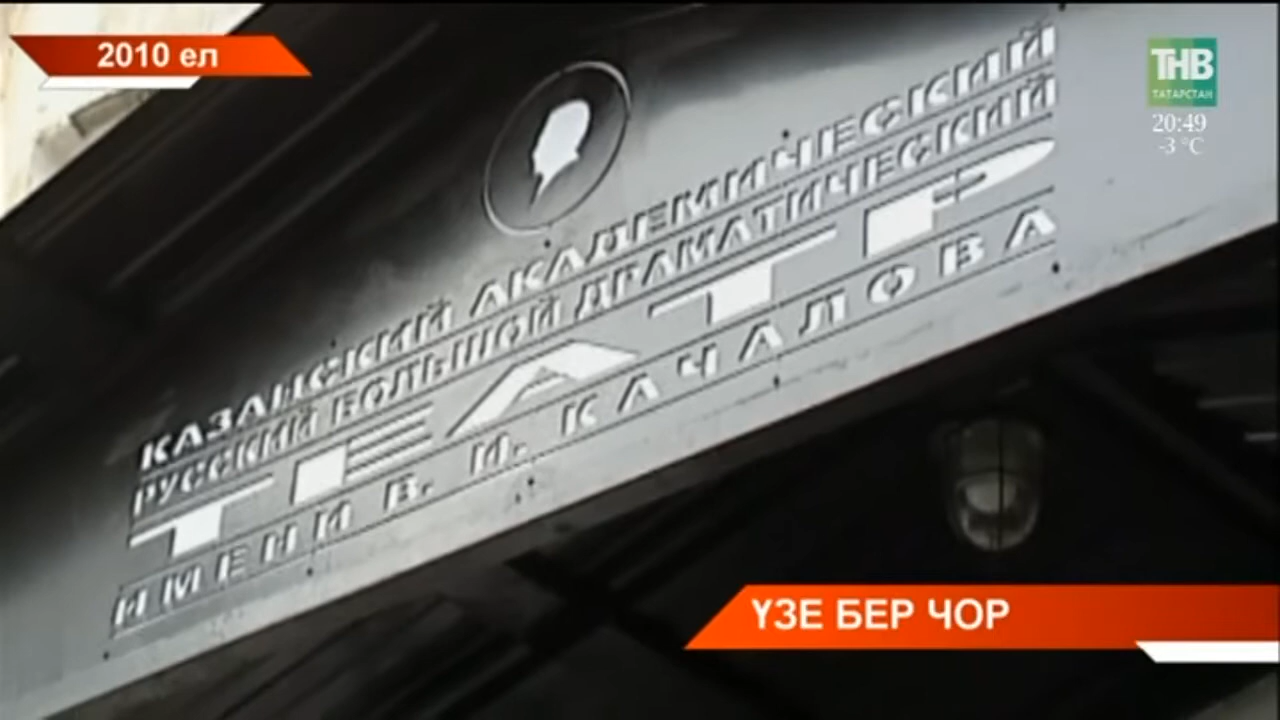 2010 ел
ТНВ
ТАТАРСТАН
20:49
-3 °C
КАЗАНСКИЙ АКАДЕМИЧЕСКИЙ
РУССКИЙ БОЛЬШОЙ ДРАМАТИЧЕСКИЙ
ТЕАТР
ИМЕНИ В. И. КАЧАЛОВА
ҮЗЕ БЕР ЧОР